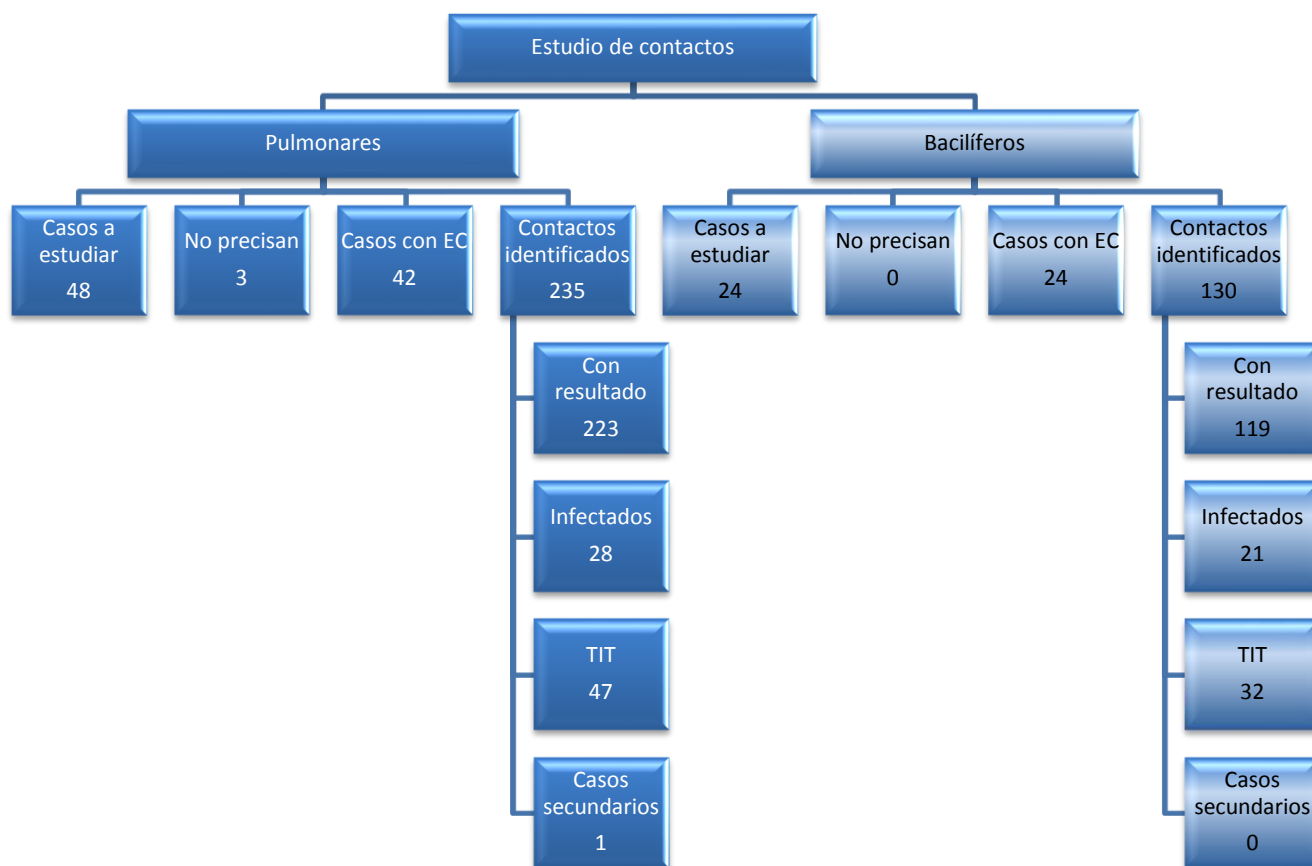 Estudio de contactos
Pulmonares
Casos a
estudiar
48
No precisan
3
Casos con EC
42
Contactos
identificados
235
Con
resultado
223
Infectados
28
TIT
47
Casos
secundarios
1
Bacilíferos
Casos a
estudiar
24
No precisan
0
Casos con EC
24
Contactos
identificados
130
Con
resultado
119
Infectados
21
TIT
32
Casos
secundarios
0